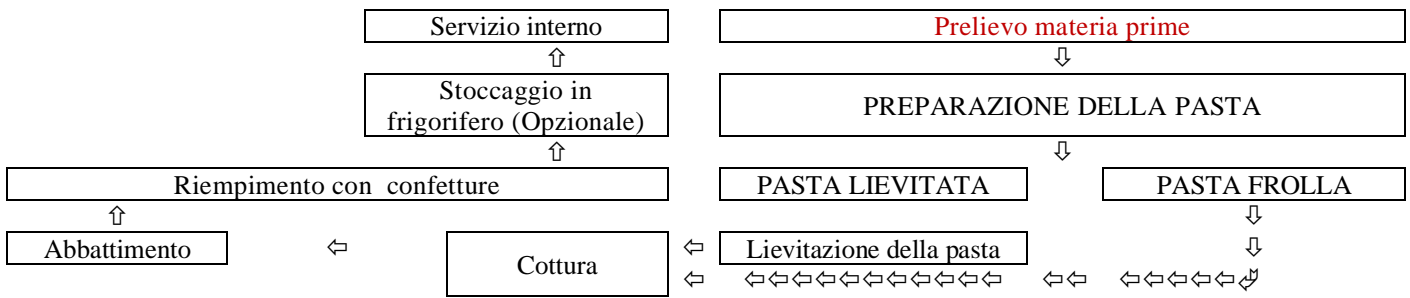 Servizio interno
Prelievo materia prime
Stoccaggio in
frigorifero (Opzionale)
PREPARAZIONE DELLA PASTA
Riempimento con confetture
PASTA LIEVITATA
PASTA FROLLA
Abbattimento
Cottura
Lievitazione della pasta